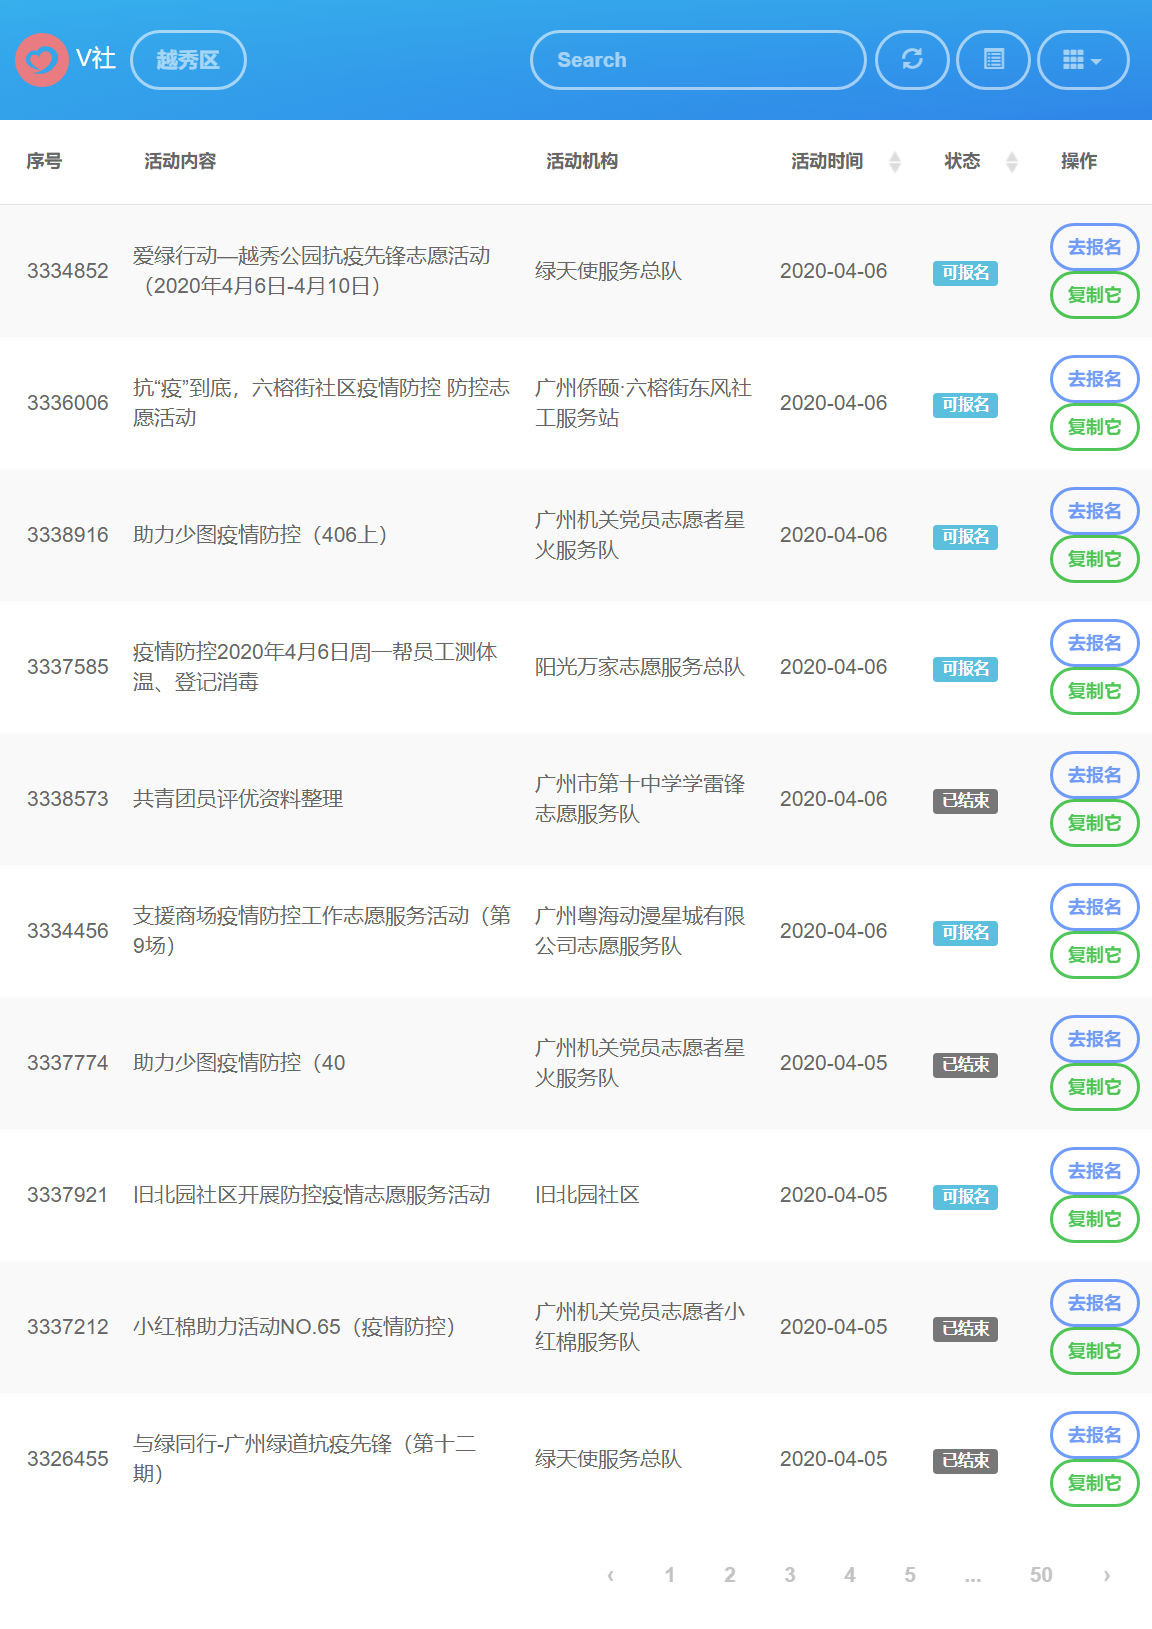 V社 越秀区 Search
序号 活动内容 活动机构 活动时间 状态 操作
爱绿行动—越秀公园抗疫先锋志愿活动
3334852 （2020年4月6日-4月10日） 绿天使服务总队 2020-04-06 可报名 去报名
复制它
抗“疫”到底，六榕街社区疫情防控 防控志 广州侨颐·六榕街东风社 去报名
3336006 愿活动 工服务站 2020-04-06 可报名 复制它
广州机关党员志愿者星 去报名
3338916 助力少图疫情防控（406上） 火服务队 2020-04-06 可报名 复制它
疫情防控2020年4月6日周一帮员工测体 去报名
3337585 温、登记消毒 阳光万家志愿服务总队 2020-04-06 可报名 复制它
广州市第十中学学雷锋 去报名
3338573 共青团员评优资料整理 志愿服务队 2020-04-06 已结束 复制它
支援商场疫情防控工作志愿服务活动（第 广州粤海动漫星城有限 去报名
3334456 9场） 公司志愿服务队 2020-04-06 可报名 复制它
广州机关党员志愿者星 去报名
3337774 助力少图疫情防控（40 火服务队 2020-04-05 已结束 复制它
去报名
3337921 旧北园社区开展防控疫情志愿服务活动 旧北园社区 2020-04-05 可报名 复制它
广州机关党员志愿者小 去报名
3337212 小红棉助力活动NO.65（疫情防控） 红棉服务队 2020-04-05 已结束 复制它
与绿同行-广州绿道抗疫先锋（第十二 去报名
3326455 期） 绿天使服务总队 2020-04-05 已结束 复制它
‹ 1 2 3 4 5 ... 50 ›